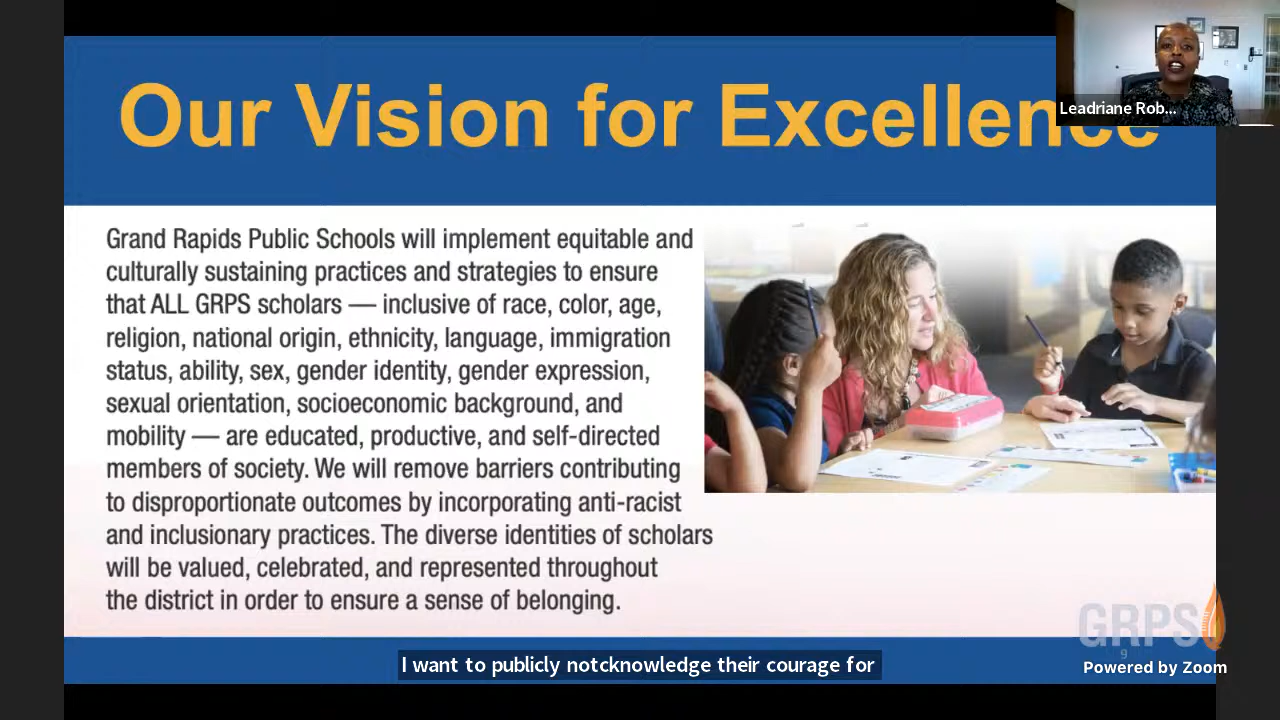 Our Vision for Excellence
Leadriane Rob...
Grand Rapids Public Schools will implement equitable and
culturally sustaining practices and strategies to ensure
that ALL GRPS scholars — inclusive of race, color, age,
religion, national origin, ethnicity, language, immigration
status, ability, sex, gender identity, gender expression,
sexual orientation, socioeconomic background, and
mobility — are educated, productive, and self-directed
members of society. We will remove barriers contributing
to disproportionate outcomes by incorporating anti-racist
and inclusionary practices. The diverse identities of scholars
will be valued, celebrated, and represented throughout
the district in order to ensure a sense of belonging.
GRPS
9
I want to publicly notcknowledge their courage for
Powered by Zoom